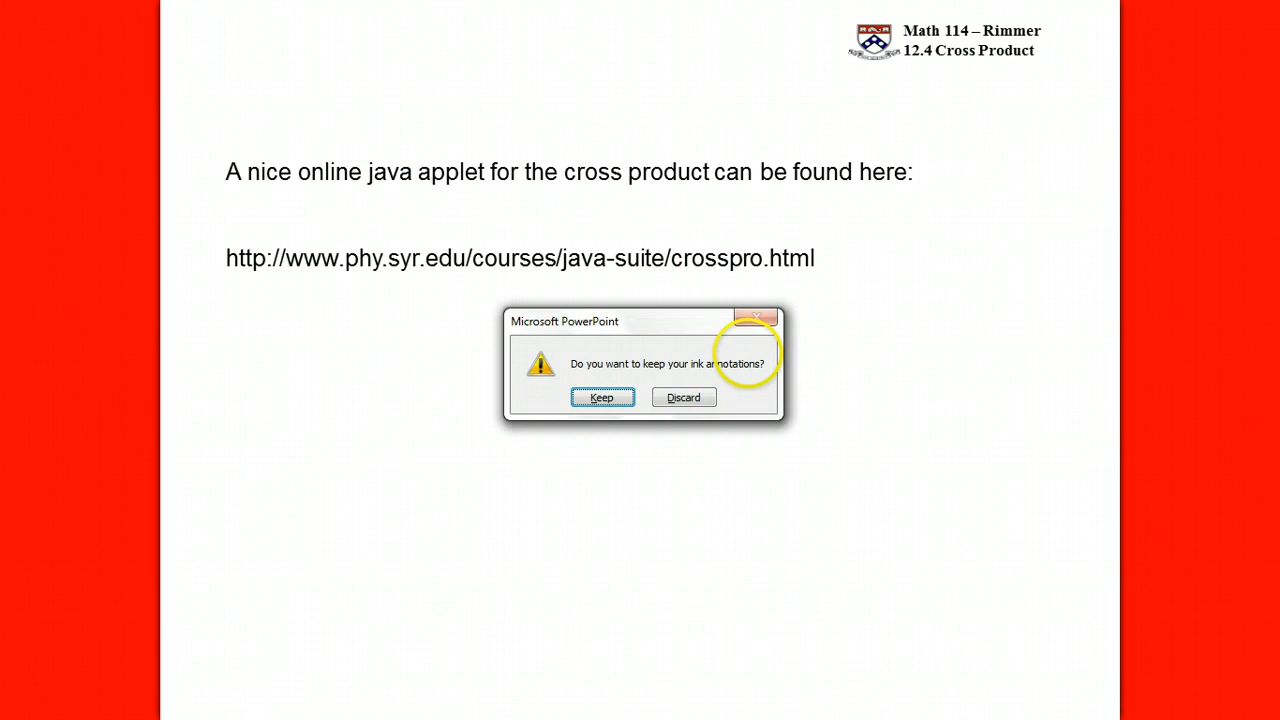 Math 114 – Rimmer
12.4 Cross Product
A nice online java applet for the cross product can be found here:
http://www.phy.syr.edu/courses/java-suite/crosspro.html
Microsoft PowerPoint
Do you want to keep your ink annotations?
Keep
Discard